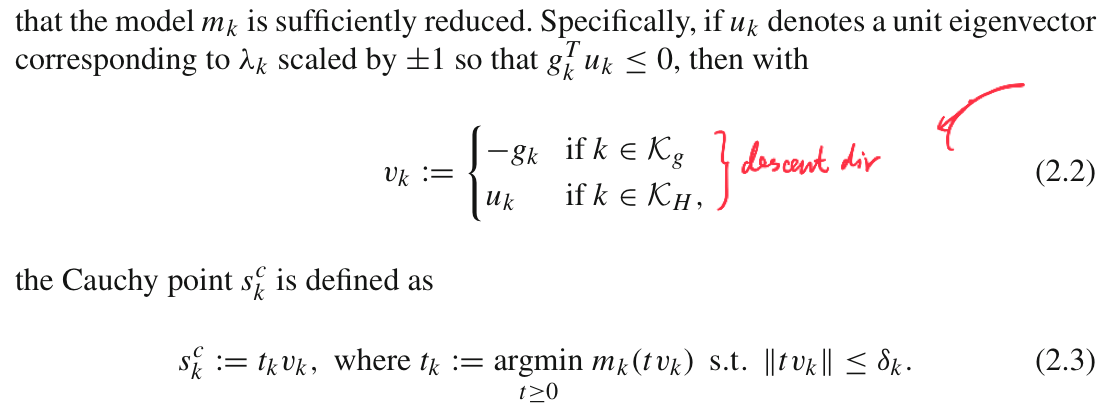 that the model m_k is sufficiently reduced. Specifically, if u_k denotes a unit eigenvector
corresponding to λ_k scaled by ±1 so that g_k^T u_k ≤ 0, then with
v_k := { −g_k if k ∈ 𝒦_g
u_k if k ∈ 𝒦_H, } descent dir (2.2)
the Cauchy point s_k^c is defined as
s_k^c := t_k v_k, where t_k := argmin_{t≥0} m_k(t v_k) s.t. ‖t v_k‖ ≤ δ_k. (2.3)